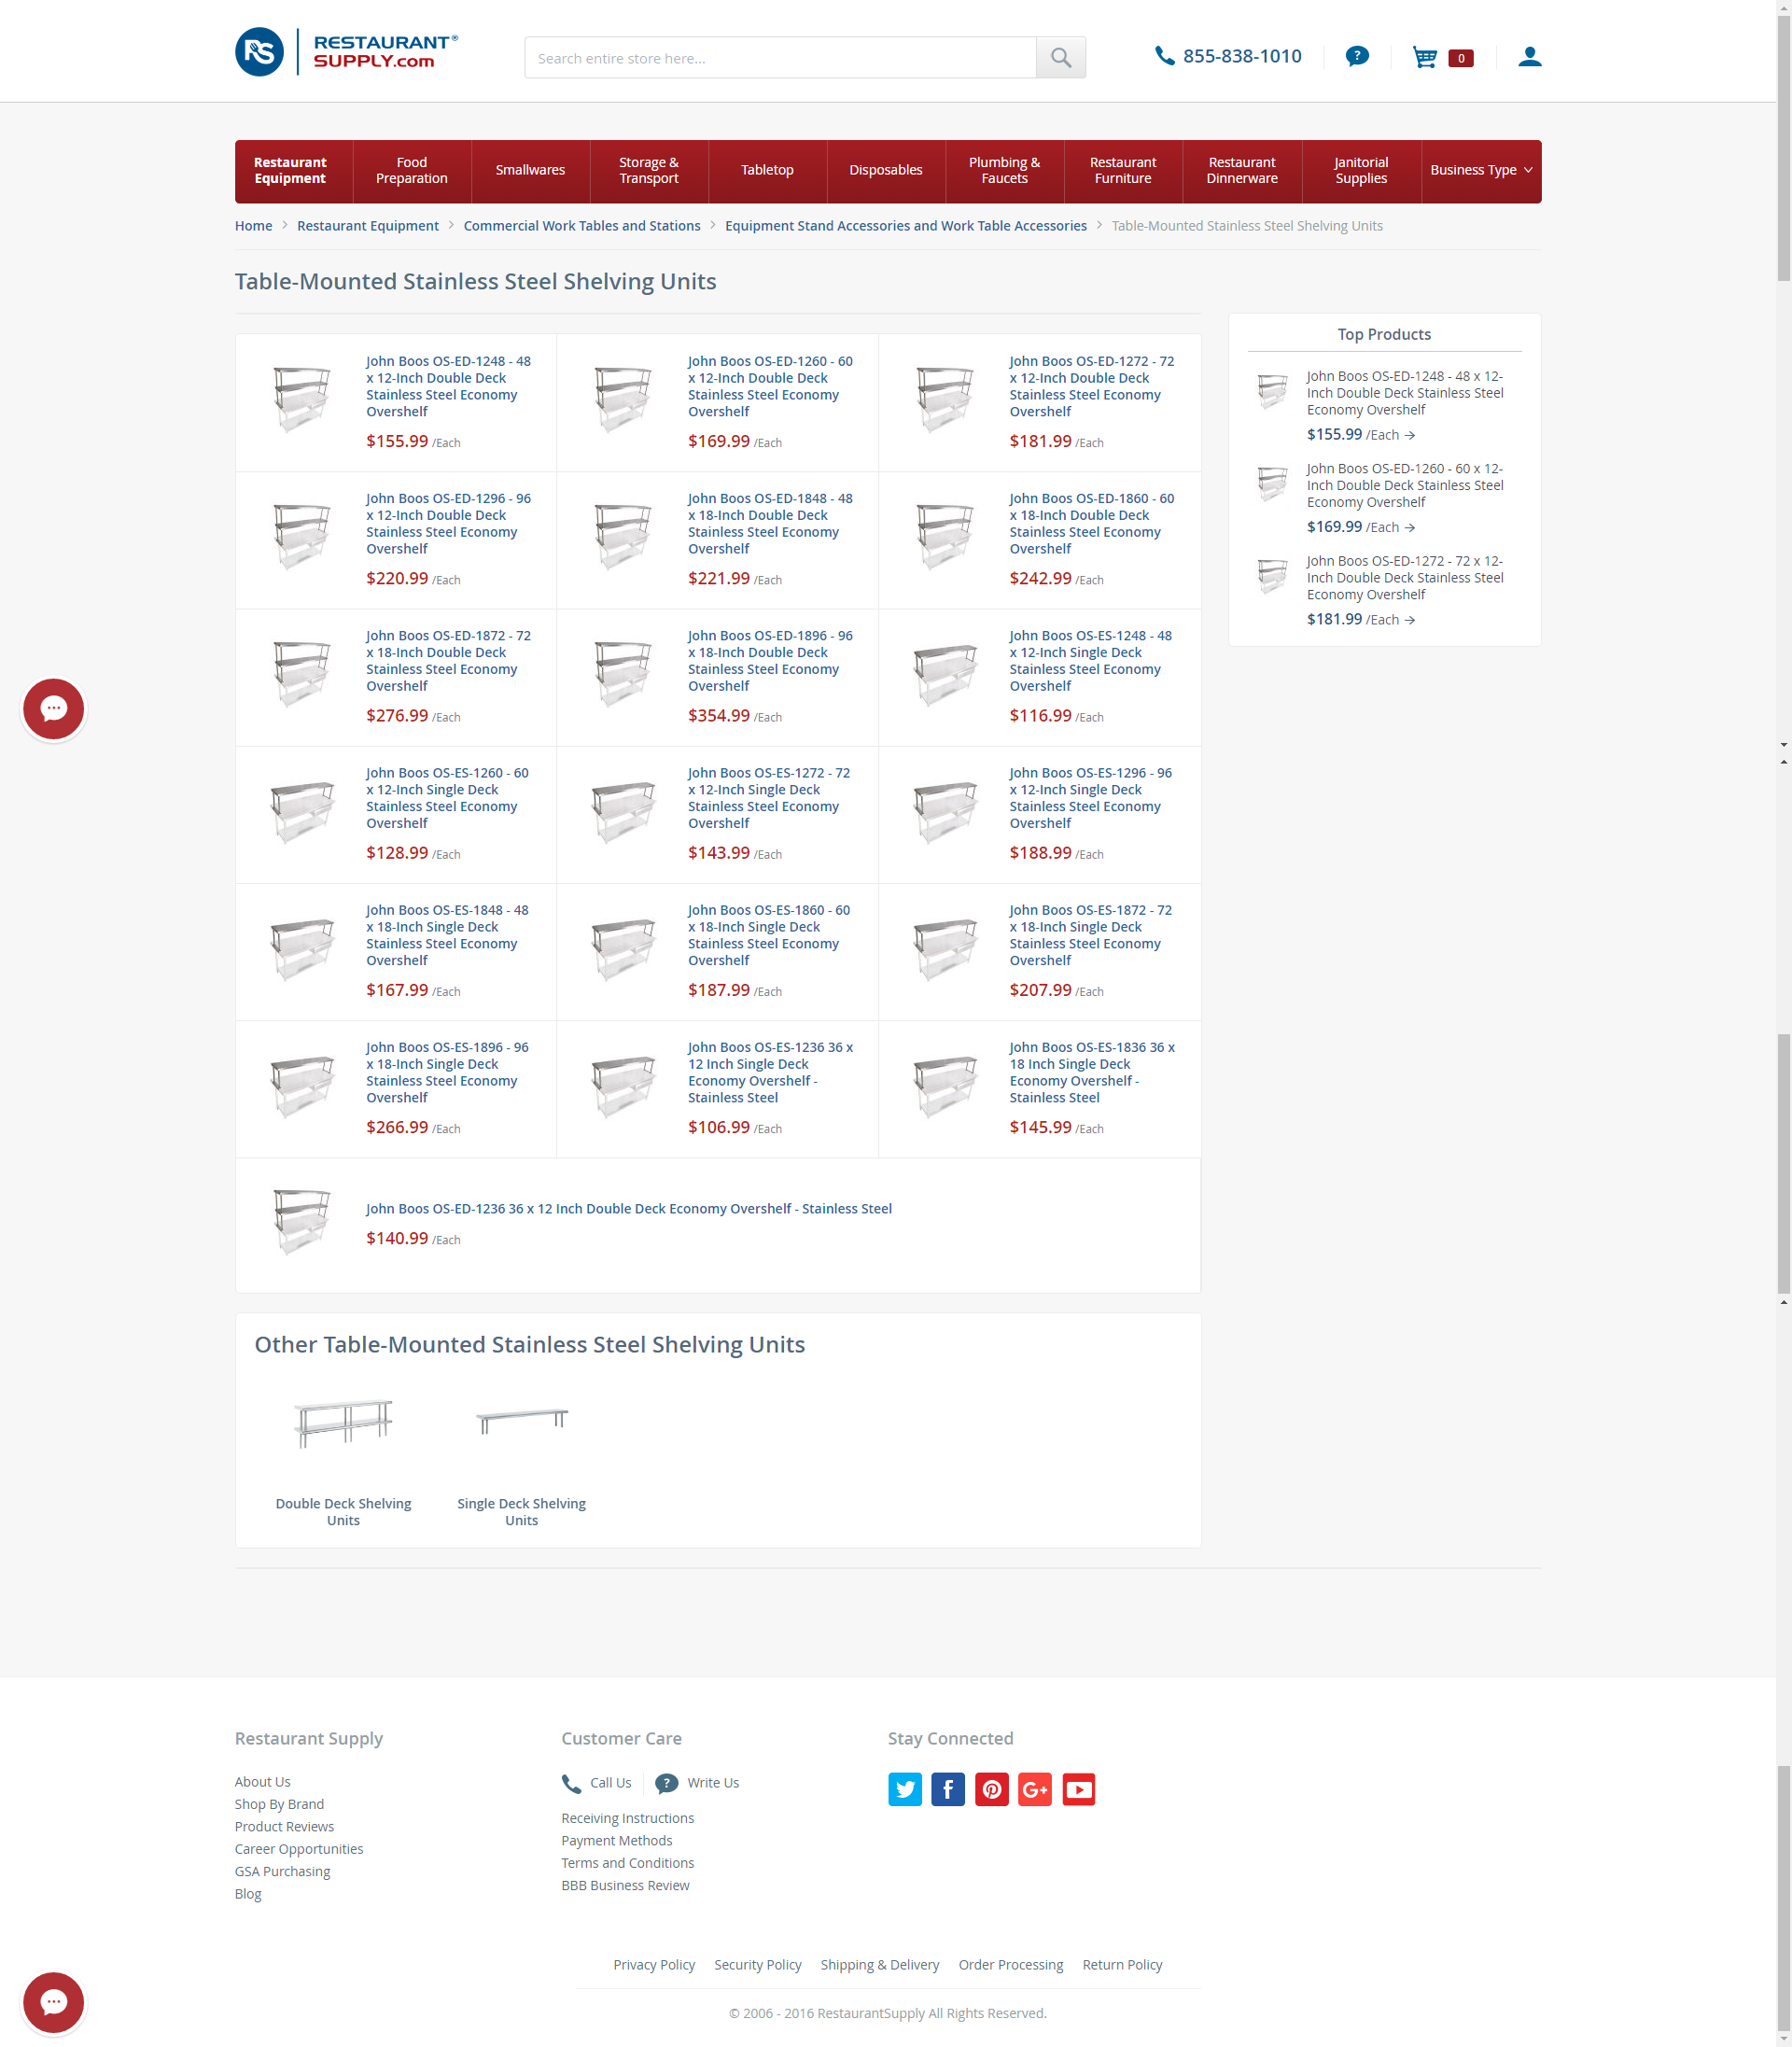 RS RESTAURANT®
SUPPLY.com
Search entire store here...
855-838-1010
?
0
Restaurant
Equipment
Food
Preparation
Smallwares
Storage &
Transport
Tabletop
Disposables
Plumbing &
Faucets
Restaurant
Furniture
Restaurant
Dinnerware
Janitorial
Supplies
Business Type
Home > Restaurant Equipment > Commercial Work Tables and Stations > Equipment Stand Accessories and Work Table Accessories > Table-Mounted Stainless Steel Shelving Units
Table-Mounted Stainless Steel Shelving Units
John Boos OS-ED-1248 - 48
x 12-Inch Double Deck
Stainless Steel Economy
Overshelf
$155.99 /Each
John Boos OS-ED-1260 - 60
x 12-Inch Double Deck
Stainless Steel Economy
Overshelf
$169.99 /Each
John Boos OS-ED-1272 - 72
x 12-Inch Double Deck
Stainless Steel Economy
Overshelf
$181.99 /Each
John Boos OS-ED-1296 - 96
x 12-Inch Double Deck
Stainless Steel Economy
Overshelf
$220.99 /Each
John Boos OS-ED-1848 - 48
x 18-Inch Double Deck
Stainless Steel Economy
Overshelf
$221.99 /Each
John Boos OS-ED-1860 - 60
x 18-Inch Double Deck
Stainless Steel Economy
Overshelf
$242.99 /Each
John Boos OS-ED-1872 - 72
x 18-Inch Double Deck
Stainless Steel Economy
Overshelf
$276.99 /Each
John Boos OS-ED-1896 - 96
x 18-Inch Double Deck
Stainless Steel Economy
Overshelf
$354.99 /Each
John Boos OS-ES-1248 - 48
x 12-Inch Single Deck
Stainless Steel Economy
Overshelf
$116.99 /Each
John Boos OS-ES-1260 - 60
x 12-Inch Single Deck
Stainless Steel Economy
Overshelf
$128.99 /Each
John Boos OS-ES-1272 - 72
x 12-Inch Single Deck
Stainless Steel Economy
Overshelf
$143.99 /Each
John Boos OS-ES-1296 - 96
x 12-Inch Single Deck
Stainless Steel Economy
Overshelf
$188.99 /Each
John Boos OS-ES-1848 - 48
x 18-Inch Single Deck
Stainless Steel Economy
Overshelf
$167.99 /Each
John Boos OS-ES-1860 - 60
x 18-Inch Single Deck
Stainless Steel Economy
Overshelf
$187.99 /Each
John Boos OS-ES-1872 - 72
x 18-Inch Single Deck
Stainless Steel Economy
Overshelf
$207.99 /Each
John Boos OS-ES-1896 - 96
x 18-Inch Single Deck
Stainless Steel Economy
Overshelf
$266.99 /Each
John Boos OS-ES-1236 36 x
12 Inch Single Deck
Economy Overshelf -
Stainless Steel
$106.99 /Each
John Boos OS-ES-1836 36 x
18 Inch Single Deck
Economy Overshelf -
Stainless Steel
$145.99 /Each
John Boos OS-ED-1236 36 x 12 Inch Double Deck Economy Overshelf - Stainless Steel
$140.99 /Each
Top Products
John Boos OS-ED-1248 - 48 x 12-
Inch Double Deck Stainless Steel
Economy Overshelf
$155.99 /Each →
John Boos OS-ED-1260 - 60 x 12-
Inch Double Deck Stainless Steel
Economy Overshelf
$169.99 /Each →
John Boos OS-ED-1272 - 72 x 12-
Inch Double Deck Stainless Steel
Economy Overshelf
$181.99 /Each →
Other Table-Mounted Stainless Steel Shelving Units
Double Deck Shelving
Units
Single Deck Shelving
Units
Restaurant Supply
About Us
Shop By Brand
Product Reviews
Career Opportunities
GSA Purchasing
Blog
Customer Care
Call Us ? Write Us
Receiving Instructions
Payment Methods
Terms and Conditions
BBB Business Review
Stay Connected
f G+
Privacy Policy Security Policy Shipping & Delivery Order Processing Return Policy
© 2006 - 2016 RestaurantSupply All Rights Reserved.